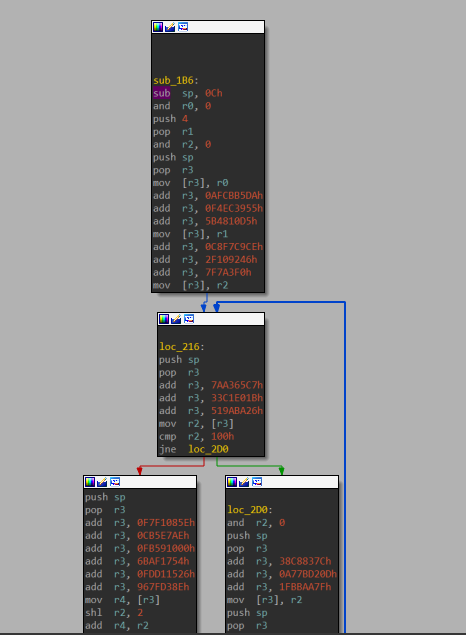 sub_1B6:
sub sp, 0Ch
and r0, 0
push 4
pop r1
and r2, 0
push sp
pop r3
mov [r3], r0
add r3, 0AFCBB5DAh
add r3, 0F4EC3955h
add r3, 5B4810D5h
mov [r3], r1
add r3, 0C8F7C9CEh
add r3, 2F109246h
add r3, 7F7A3F0h
mov [r3], r2
loc_216:
push sp
pop r3
add r3, 7AA365C7h
add r3, 33C1E01Bh
add r3, 519ABA26h
mov r2, [r3]
cmp r2, 100h
jne loc_2D0
push sp
pop r3
add r3, 0F7F1085Eh
add r3, 0CB5E7AEh
add r3, 0FB591000h
add r3, 6BAF1754h
add r3, 0FDD11526h
add r3, 967FD38Eh
mov r4, [r3]
shl r2, 2
add r4, r2
loc_2D0:
and r2, 0
push sp
pop r3
add r3, 38C8837Ch
add r3, 0A77BD20Dh
add r3, 1FBBAA7Fh
mov [r3], r2
push sp
pop r3